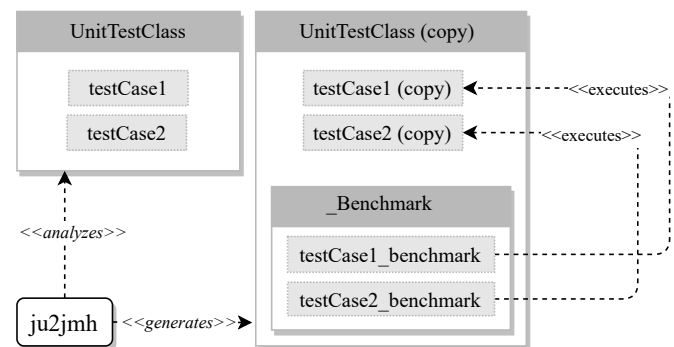 UnitTestClass
testCase1
testCase2
<<analyzes>>
ju2jmh
<<generates>>
UnitTestClass (copy)
testCase1 (copy)
<<executes>>
testCase2 (copy)
<<executes>>
_Benchmark
testCase1_benchmark
testCase2_benchmark